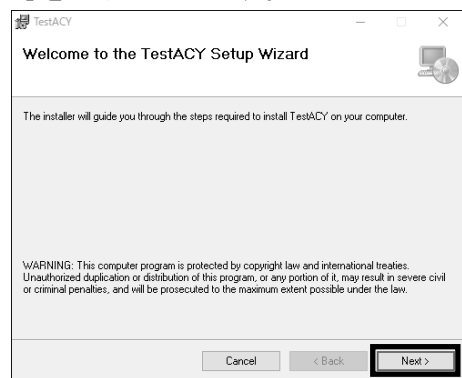 TestACY
Welcome to the TestACY Setup Wizard
The installer will guide you through the steps required to install TestACY on your computer.
WARNING: This computer program is protected by copyright law and international treaties.
Unauthorized duplication or distribution of this program, or any portion of it, may result in severe civil
or criminal penalties, and will be prosecuted to the maximum extent possible under the law.
Cancel
< Back
Next >